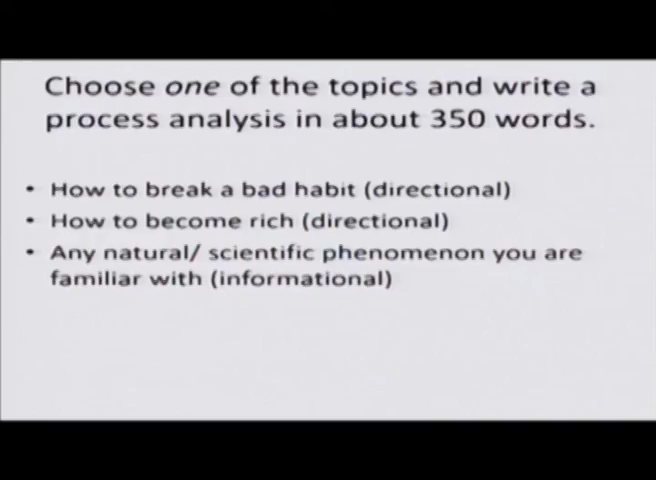 Choose one of the topics and write a
process analysis in about 350 words.
• How to break a bad habit (directional)
• How to become rich (directional)
• Any natural/ scientific phenomenon you are
familiar with (informational)